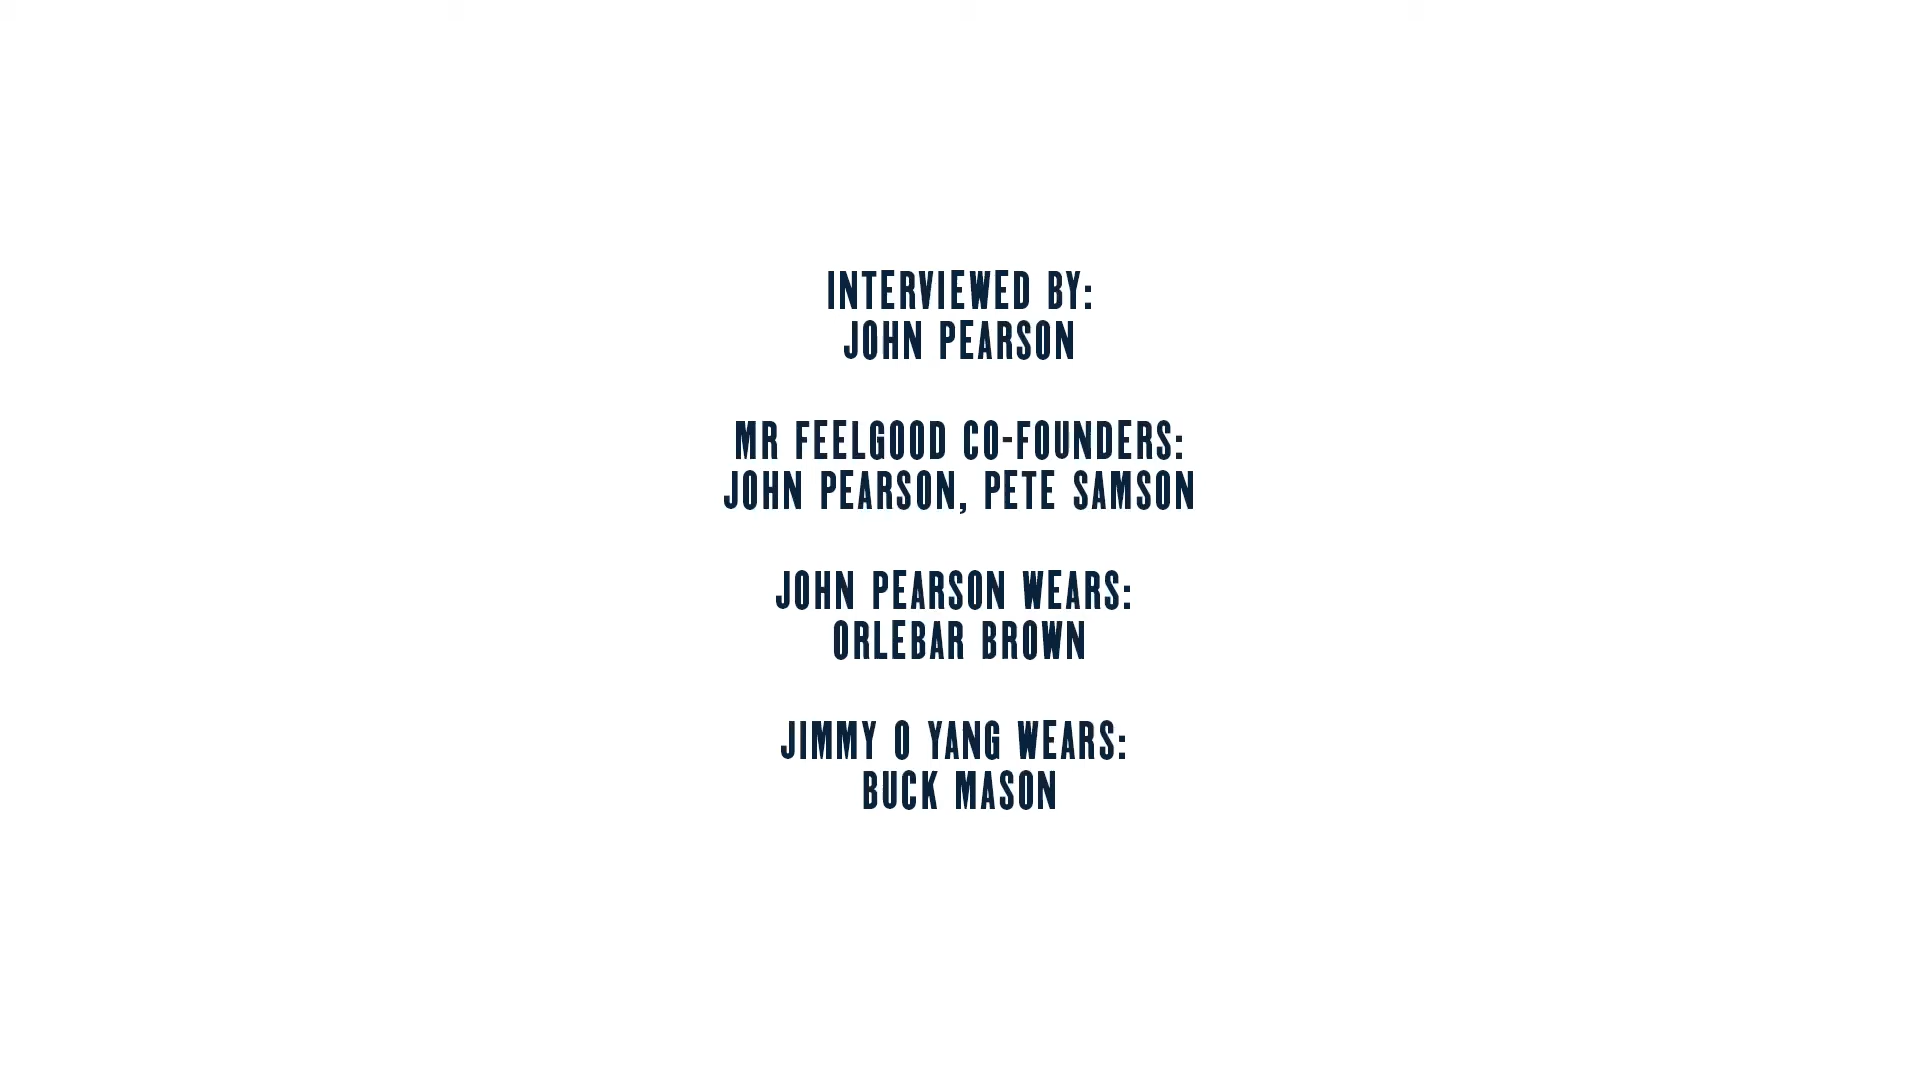 INTERVIEWED BY:
JOHN PEARSON
MR FEELGOOD CO-FOUNDERS:
JOHN PEARSON, PETE SAMSON
JOHN PEARSON WEARS:
ORLEBAR BROWN
JIMMY O YANG WEARS:
BUCK MASON